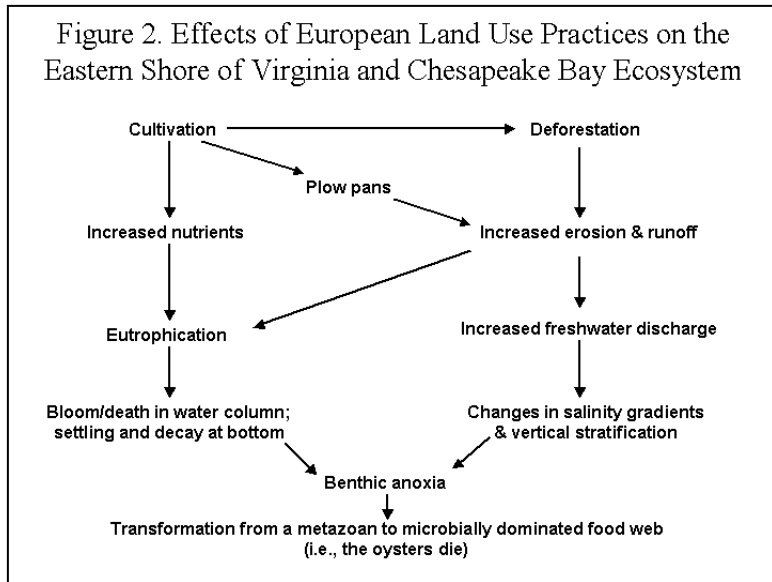 Figure 2. Effects of European Land Use Practices on the
Eastern Shore of Virginia and Chesapeake Bay Ecosystem
Cultivation
Deforestation
Plow pans
Increased nutrients
Increased erosion & runoff
Eutrophication
Increased freshwater discharge
Bloom/death in water column;
settling and decay at bottom
Changes in salinity gradients
& vertical stratification
Benthic anoxia
Transformation from a metazoan to microbially dominated food web
(i.e., the oysters die)